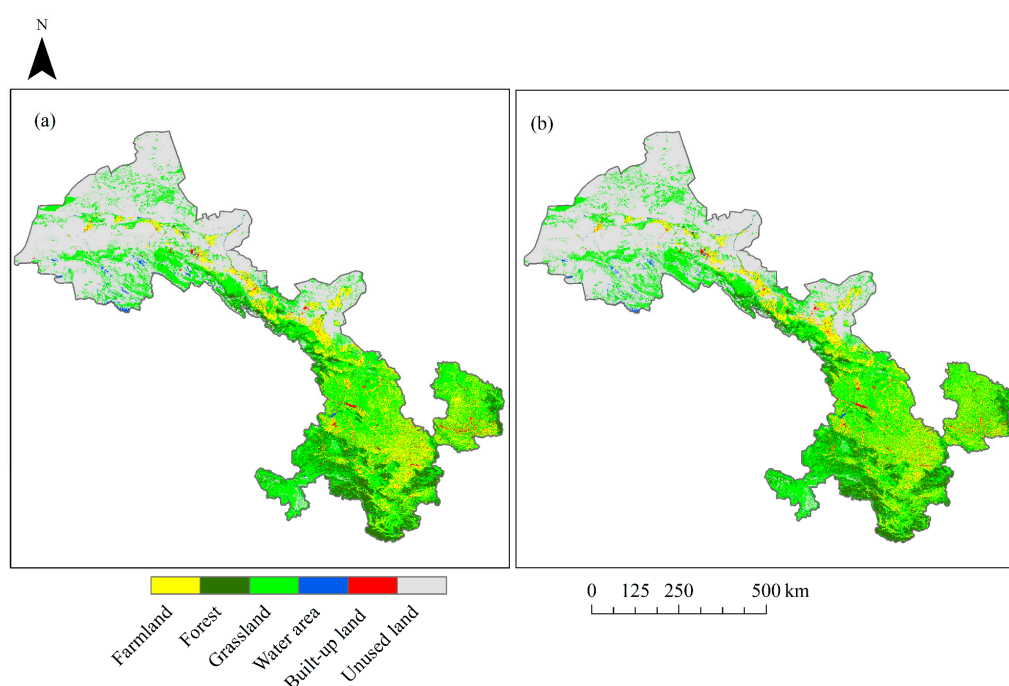 N
(a)
(b)
Farmland
Forest
Grassland
Water area
Built-up land
Unused land
0 125 250 500 km